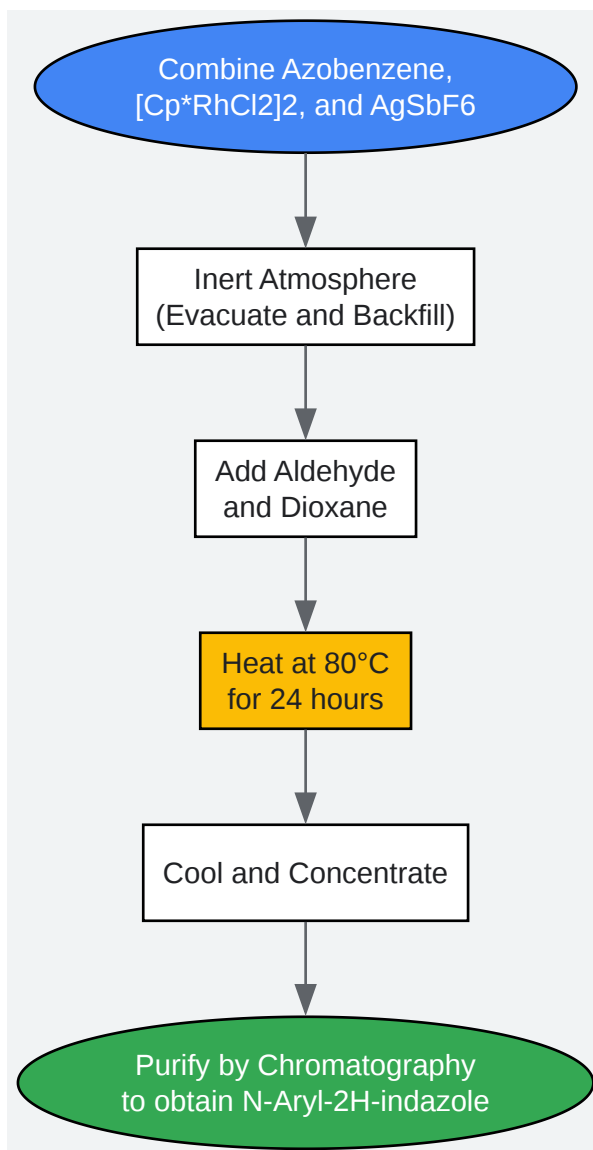 Combine Azobenzene,
[Cp*RhCl2]2, and AgSbF6
Inert Atmosphere
(Evacuate and Backfill)
Add Aldehyde
and Dioxane
Heat at 80°C
for 24 hours
Cool and Concentrate
Purify by Chromatography
to obtain N-Aryl-2H-indazole